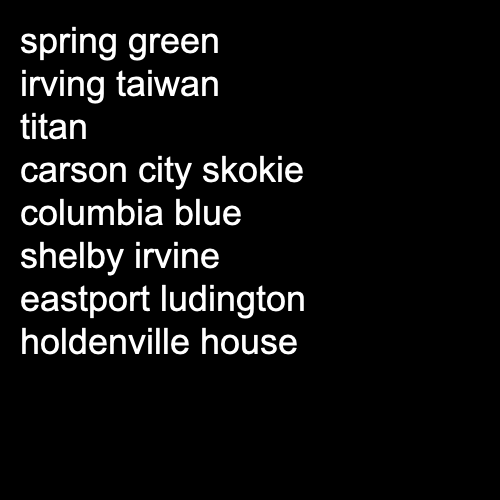 spring green
irving taiwan
titan
carson city skokie
columbia blue
shelby irvine
eastport ludington
holdenville house